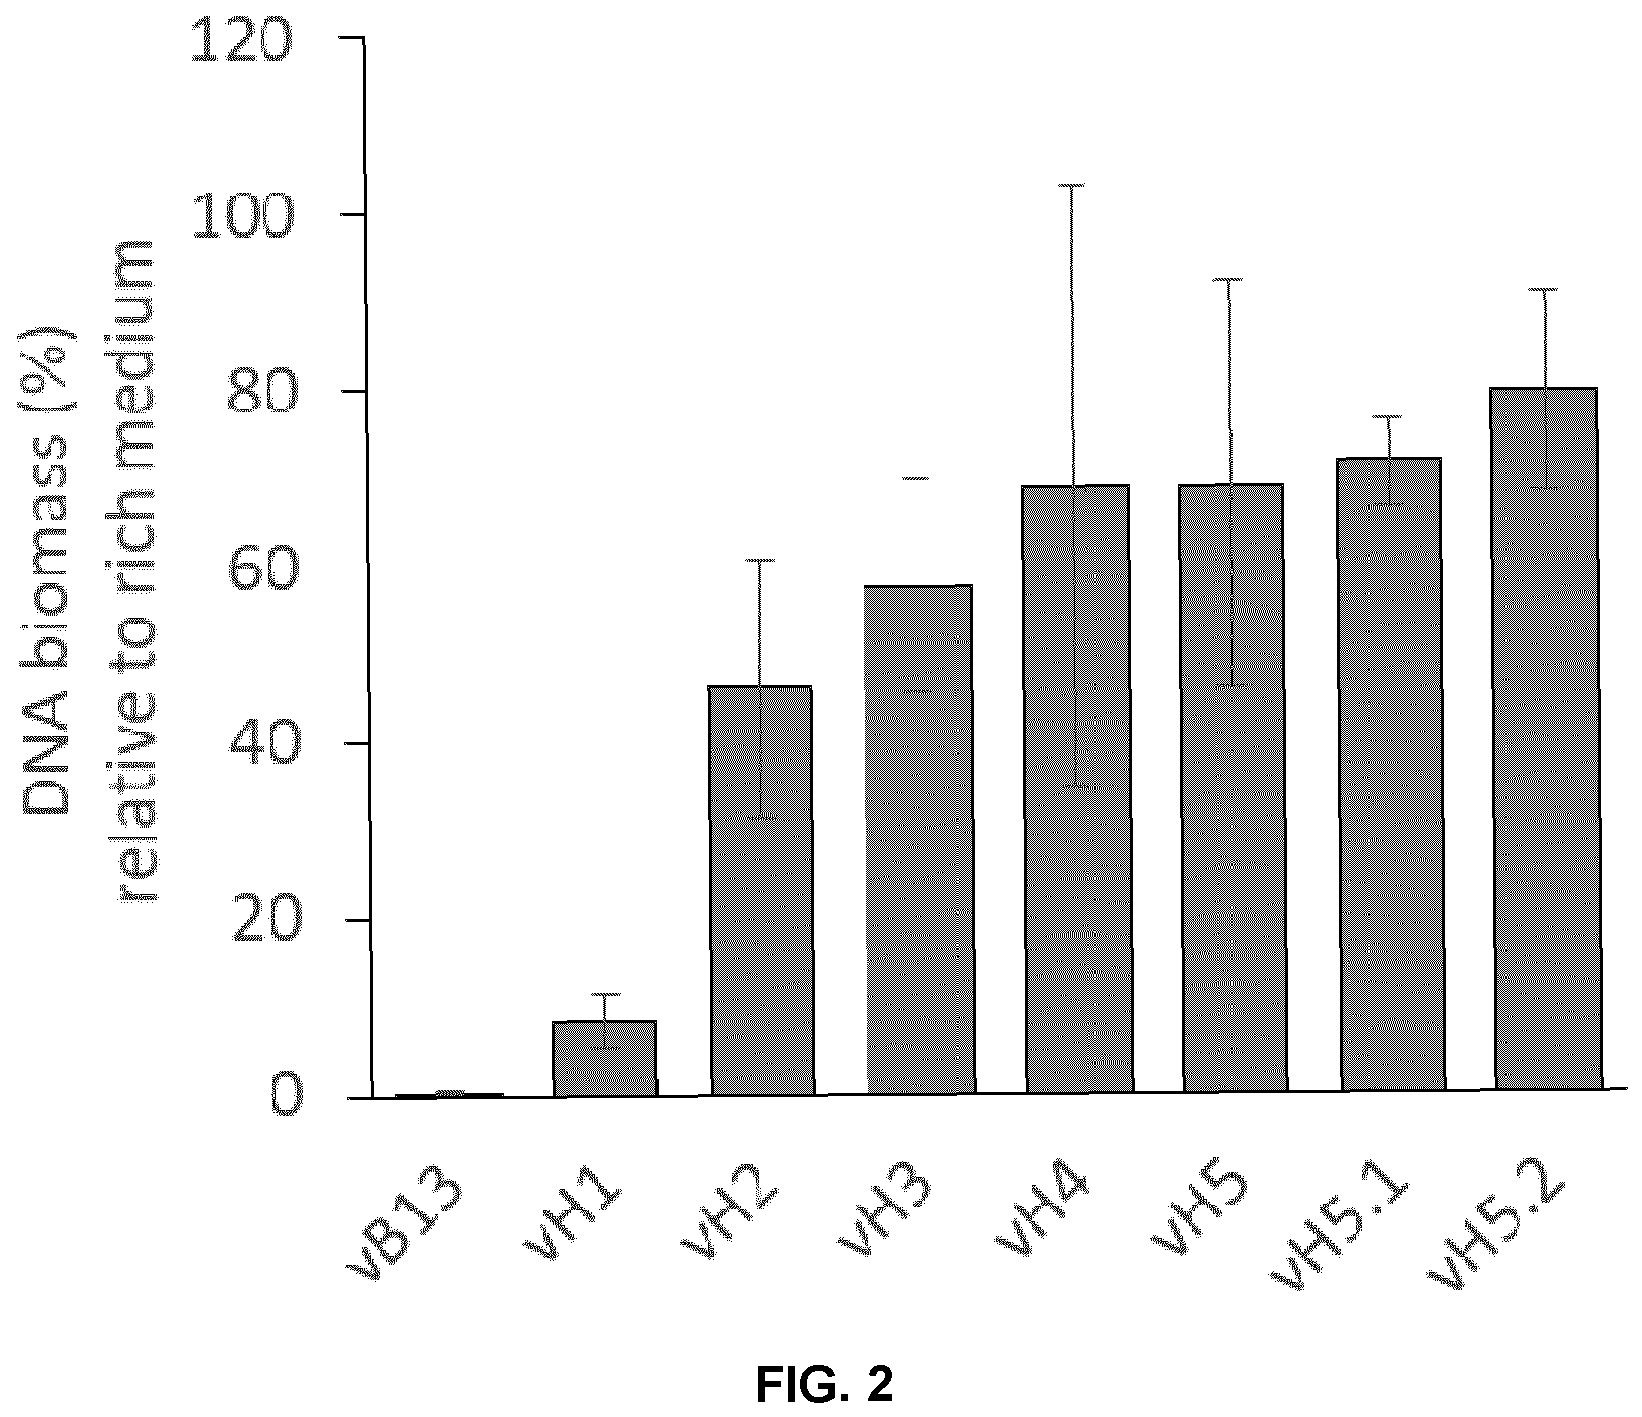 DNA biomass (%)
relative to rich medium
120
100
80
60
40
20
0
vB13
vH1
vH2
vH3
vH4
vH5
vH5.1
vH5.2
FIG. 2